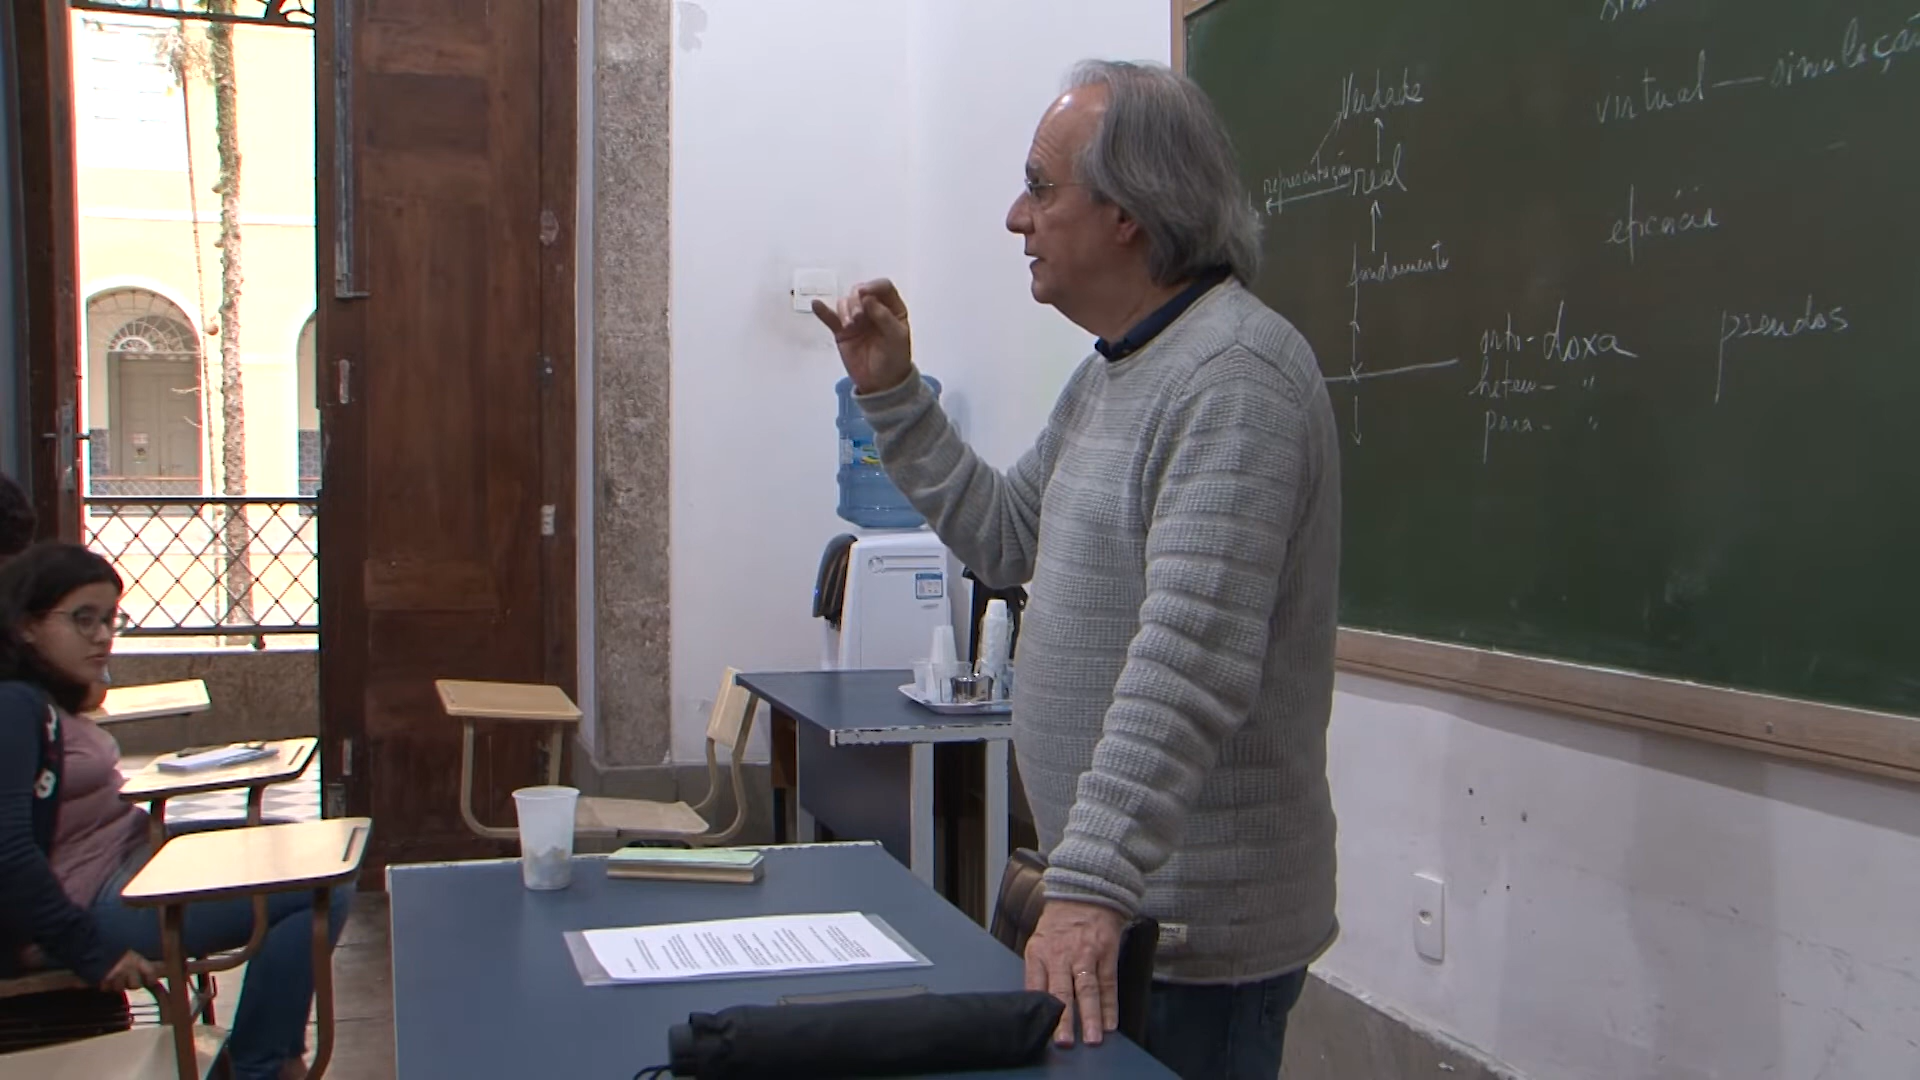 Verdade
representação real
fundamento
virtual — simulação
eficácia
orto-doxa
hetero- "
para- "
pseudos